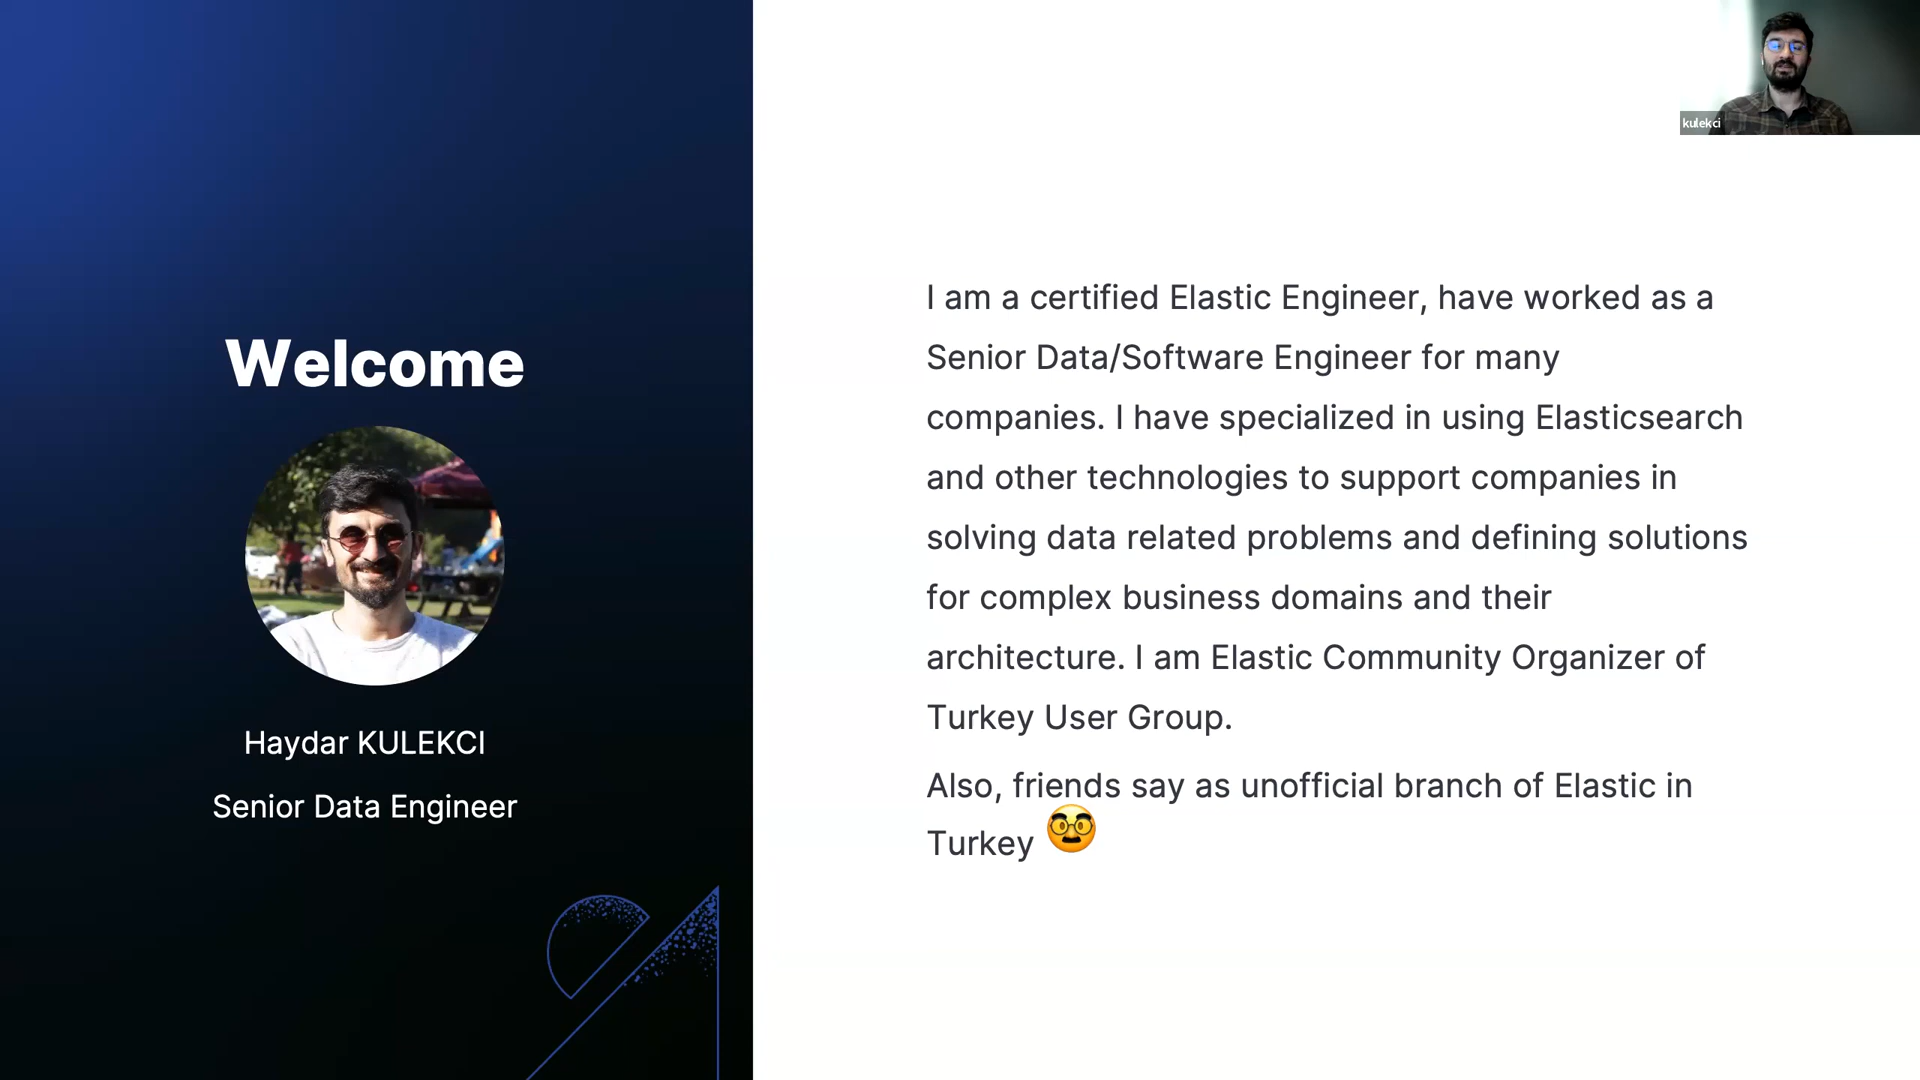 kulekci
Welcome
Haydar KULEKCI
Senior Data Engineer
I am a certified Elastic Engineer, have worked as a
Senior Data/Software Engineer for many
companies. I have specialized in using Elasticsearch
and other technologies to support companies in
solving data related problems and defining solutions
for complex business domains and their
architecture. I am Elastic Community Organizer of
Turkey User Group.
Also, friends say as unofficial branch of Elastic in
Turkey 🥸